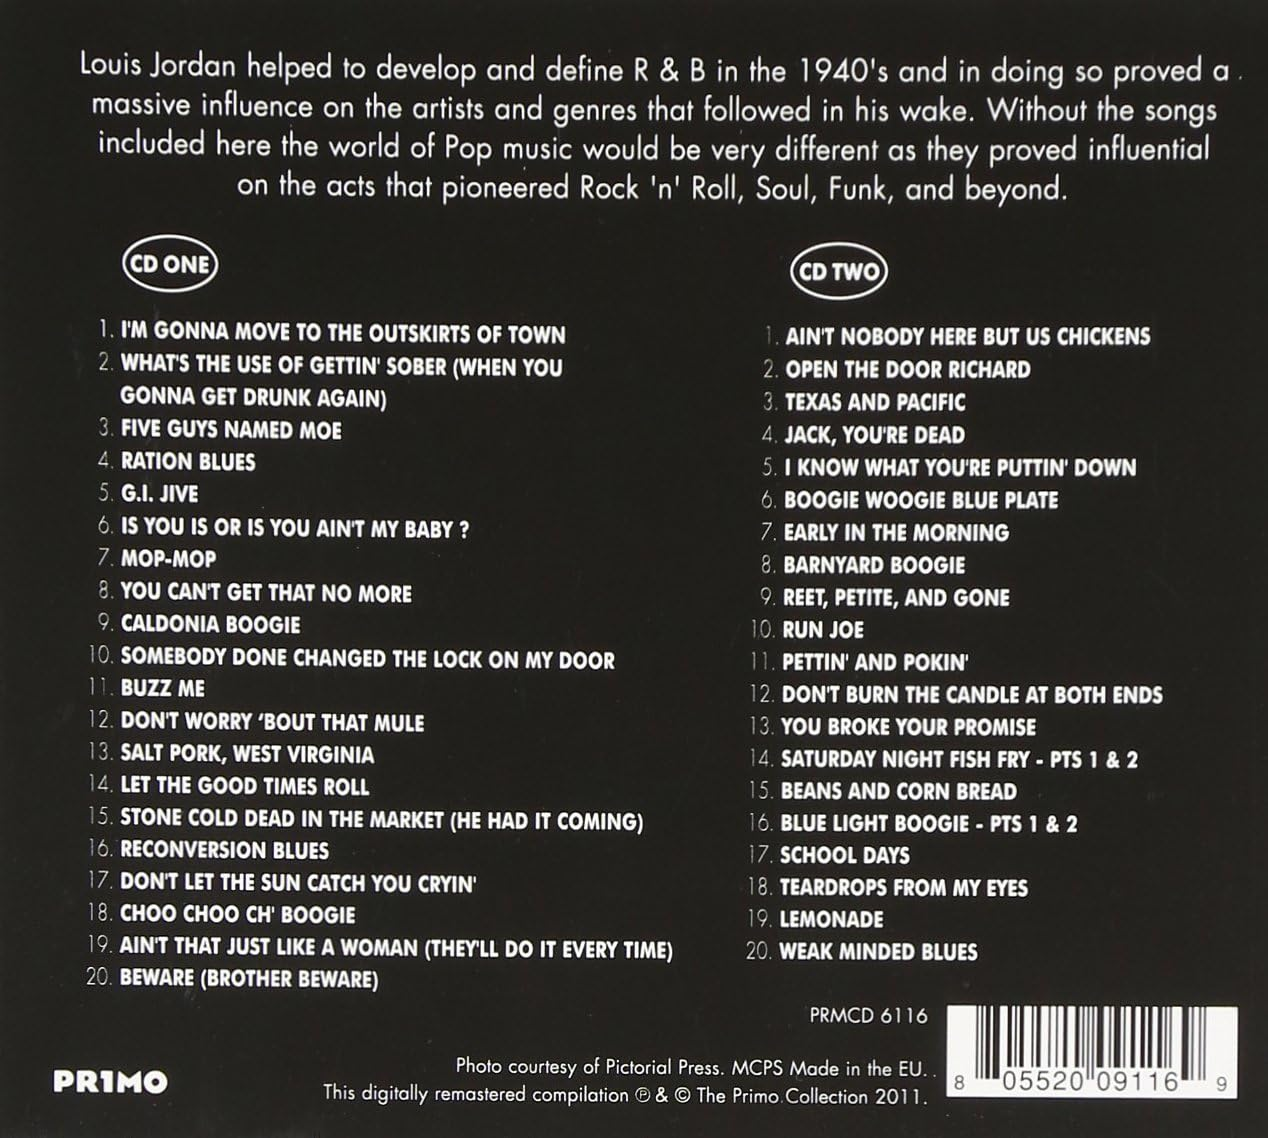 Louis Jordan helped to develop and define R & B in the 1940's and in doing so proved a
massive influence on the artists and genres that followed in his wake. Without the songs
included here the world of Pop music would be very different as they proved influential
on the acts that pioneered Rock 'n' Roll, Soul, Funk, and beyond.
CD ONE
1. I'M GONNA MOVE TO THE OUTSKIRTS OF TOWN
2. WHAT'S THE USE OF GETTIN' SOBER (WHEN YOU
GONNA GET DRUNK AGAIN)
3. FIVE GUYS NAMED MOE
4. RATION BLUES
5. G.I. JIVE
6. IS YOU IS OR IS YOU AIN'T MY BABY ?
7. MOP-MOP
8. YOU CAN'T GET THAT NO MORE
9. CALDONIA BOOGIE
10. SOMEBODY DONE CHANGED THE LOCK ON MY DOOR
11. BUZZ ME
12. DON'T WORRY ‘BOUT THAT MULE
13. SALT PORK, WEST VIRGINIA
14. LET THE GOOD TIMES ROLL
15. STONE COLD DEAD IN THE MARKET (HE HAD IT COMING)
16. RECONVERSION BLUES
17. DON'T LET THE SUN CATCH YOU CRYIN'
18. CHOO CHOO CH' BOOGIE
19. AIN'T THAT JUST LIKE A WOMAN (THEY'LL DO IT EVERY TIME)
20. BEWARE (BROTHER BEWARE)
CD TWO
1. AIN'T NOBODY HERE BUT US CHICKENS
2. OPEN THE DOOR RICHARD
3. TEXAS AND PACIFIC
4. JACK, YOU'RE DEAD
5. I KNOW WHAT YOU'RE PUTTIN' DOWN
6. BOOGIE WOOGIE BLUE PLATE
7. EARLY IN THE MORNING
8. BARNYARD BOOGIE
9. REET, PETITE, AND GONE
10. RUN JOE
11. PETTIN' AND POKIN'
12. DON'T BURN THE CANDLE AT BOTH ENDS
13. YOU BROKE YOUR PROMISE
14. SATURDAY NIGHT FISH FRY - PTS 1 & 2
15. BEANS AND CORN BREAD
16. BLUE LIGHT BOOGIE - PTS 1 & 2
17. SCHOOL DAYS
18. TEARDROPS FROM MY EYES
19. LEMONADE
20. WEAK MINDED BLUES
PRMCD 6116
PR1MO
Photo courtesy of Pictorial Press. MCPS Made in the EU.
This digitally remastered compilation ℗ & © The Primo Collection 2011.
8 05520 09116 9